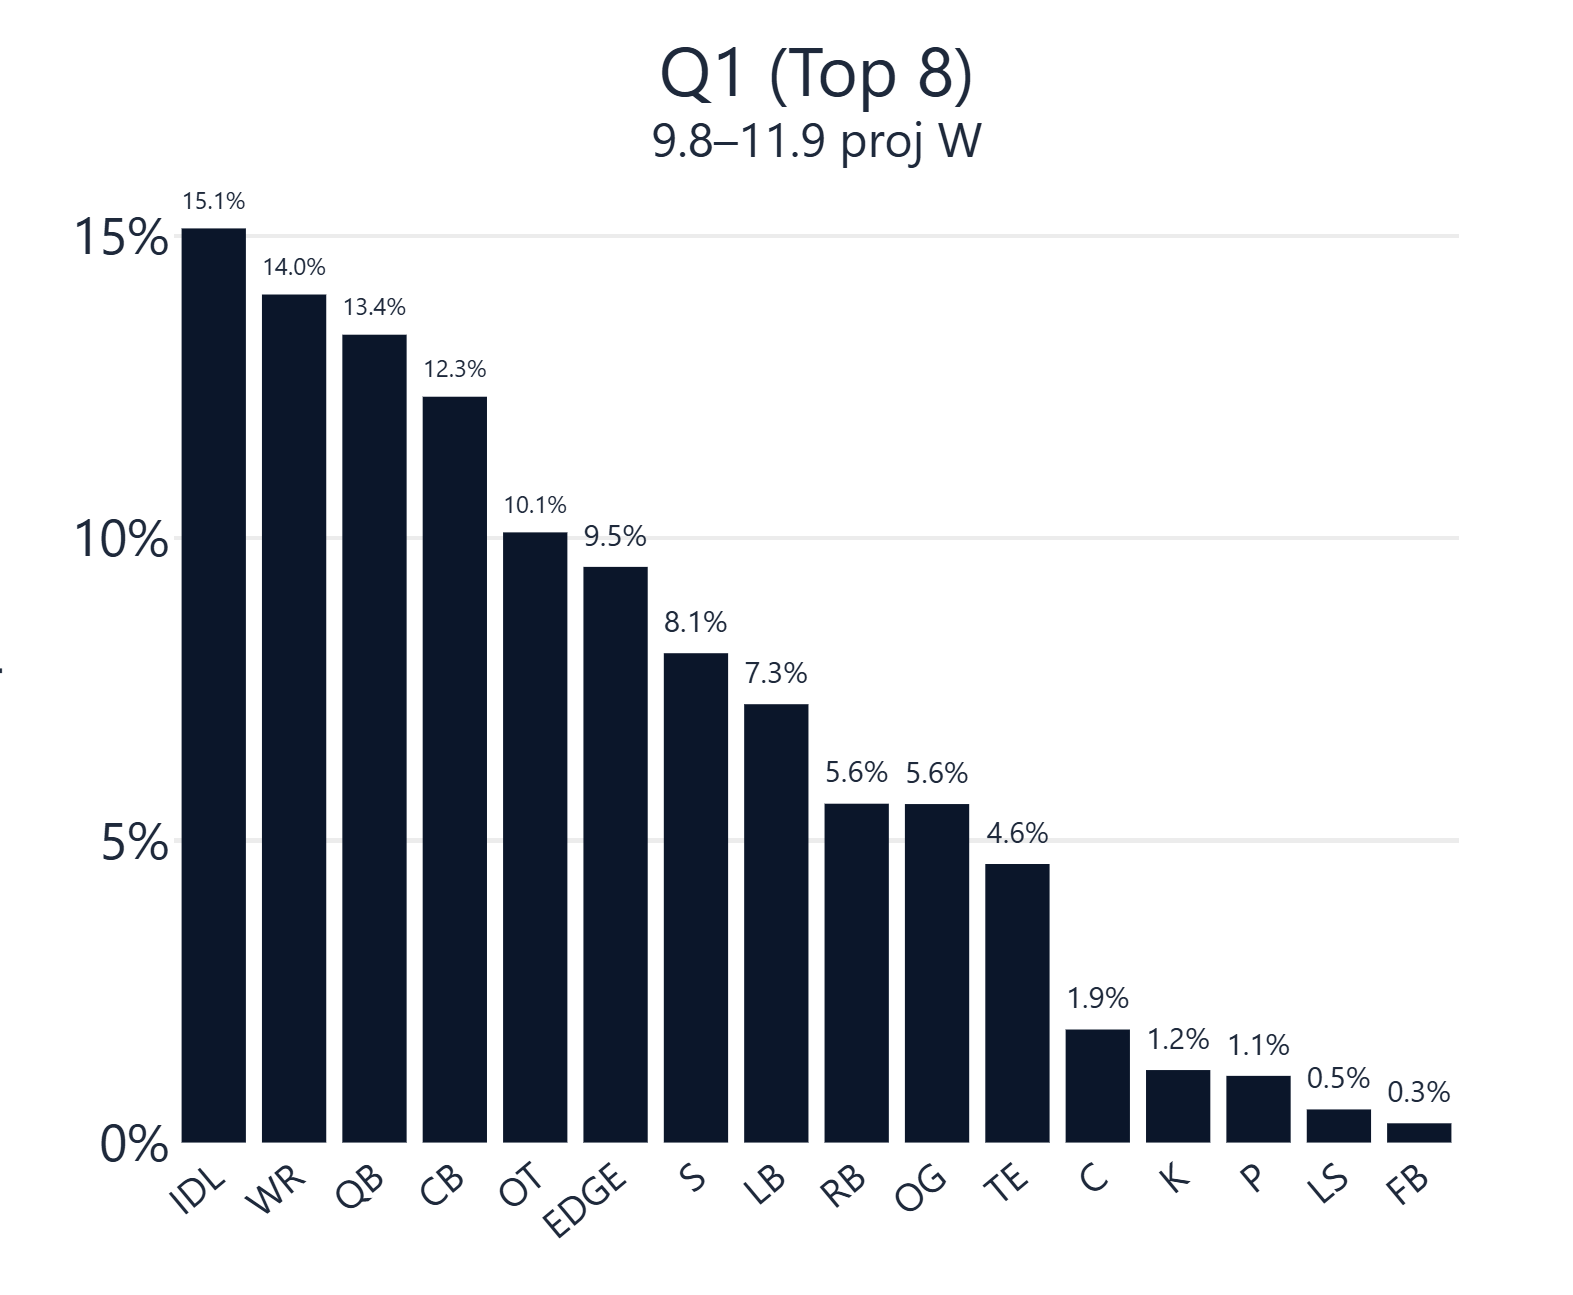 Q1 (Top 8)
9.8–11.9 proj W
15%
10%
5%
0%
15.1%
14.0%
13.4%
12.3%
10.1%
9.5%
8.1%
7.3%
5.6%
5.6%
4.6%
1.9%
1.2%
1.1%
0.5%
0.3%
IDL
WR
QB
CB
OT
EDGE
S
LB
RB
OG
TE
C
K
P
LS
FB